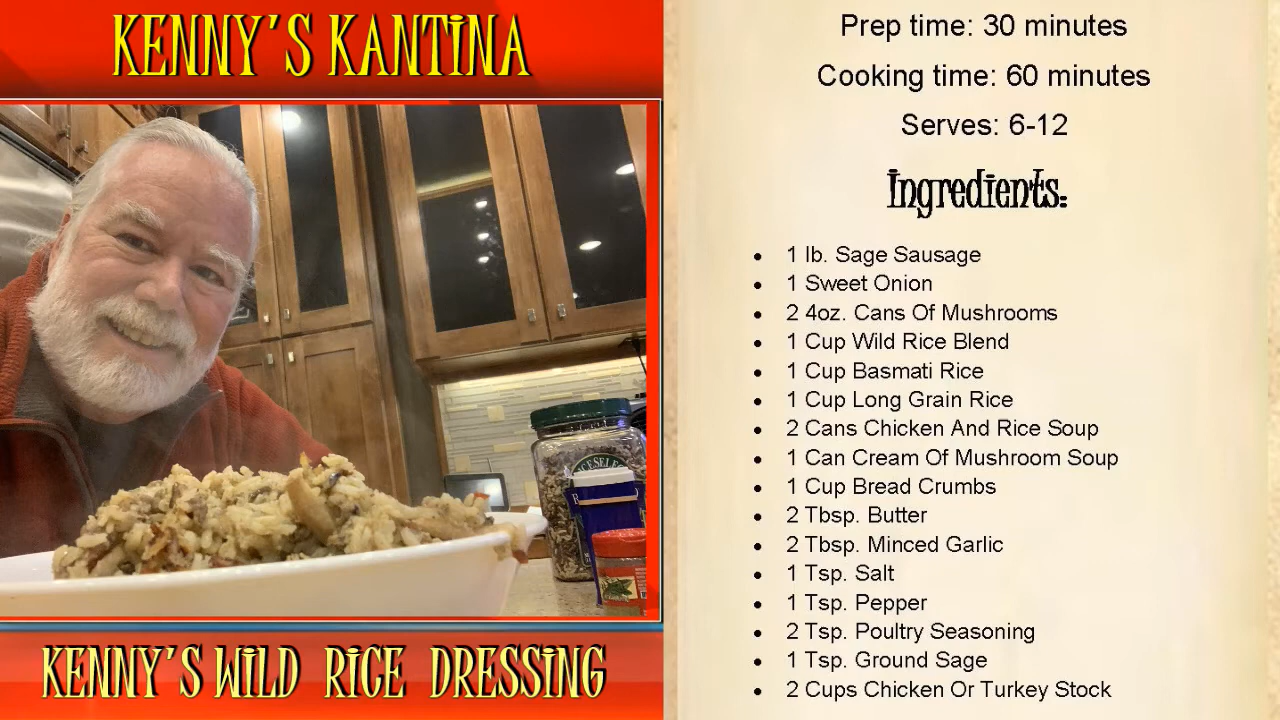 KENNY'S KANTINA
KENNY'S WILD RICE DRESSING
Prep time: 30 minutes
Cooking time: 60 minutes
Serves: 6-12
Ingredients:
• 1 lb. Sage Sausage
• 1 Sweet Onion
• 2 4oz. Cans Of Mushrooms
• 1 Cup Wild Rice Blend
• 1 Cup Basmati Rice
• 1 Cup Long Grain Rice
• 2 Cans Chicken And Rice Soup
• 1 Can Cream Of Mushroom Soup
• 1 Cup Bread Crumbs
• 2 Tbsp. Butter
• 2 Tbsp. Minced Garlic
• 1 Tsp. Salt
• 1 Tsp. Pepper
• 2 Tsp. Poultry Seasoning
• 1 Tsp. Ground Sage
• 2 Cups Chicken Or Turkey Stock